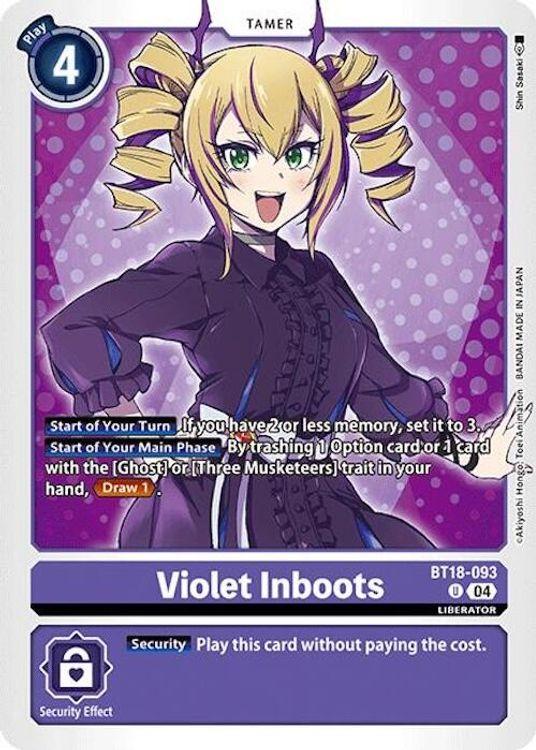 TAMER
Play
4
Shin Sasaki
©Akiyoshi Hongo, Toei Animation BANDAI MADE IN JAPAN
Start of Your Turn If you have 2 or less memory, set it to 3.
Start of Your Main Phase By trashing 1 Option card or 1 card
with the [Ghost] or [Three Musketeers] trait in your
hand, Draw 1.
Violet Inboots
BT18-093
U 04
LIBERATOR
Security Play this card without paying the cost.
Security Effect